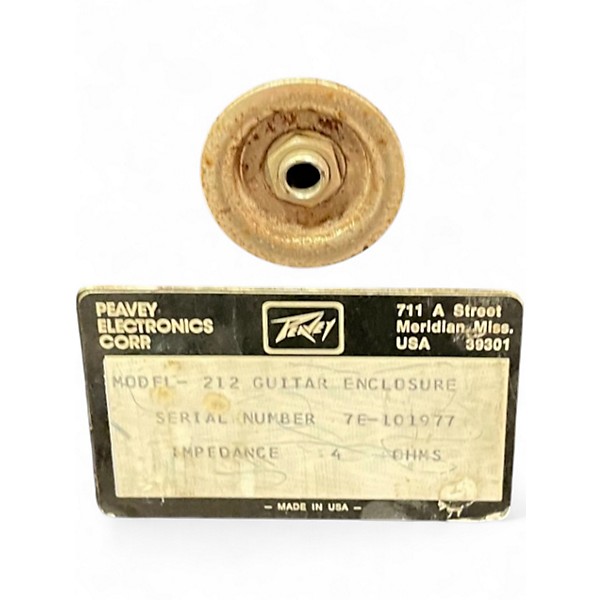 PEAVEY
ELECTRONICS
CORP.
PEAVEY
711 A Street
Meridian, Miss.
USA 39301
MODEL- 212 GUITAR ENCLOSURE
SERIAL NUMBER 7E-101977
IMPEDANCE 4 OHMS
– MADE IN USA –